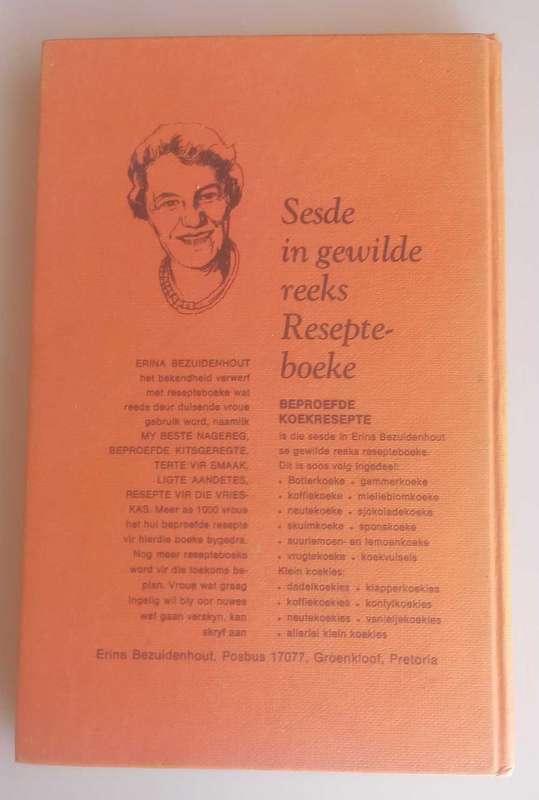 Sesde
in gewilde
reeks
Resepte-
boeke
ERINA BEZUIDENHOUT
het bekendheid verwerf
met resepteboeke wat
reeds deur duisende vroue
gebruik word, naamlik
MY BESTE NAGEREG,
BEPROEFDE KITSGEREGTE,
TERTE VIR SMAAK,
LIGTE AANDETES,
RESEPTE VIR DIE VRIES-
KAS. Meer as 1000 vroue
het hul beproefde resepte
vir hierdie boeke bygedra.
Nog meer resepteboeke
word vir die toekoms be-
plan. Vroue wat graag
ingelig wil bly oor nuwes
wat gaan verskyn, kan
skryf aan
BEPROEFDE
KOEKRESEPTE
is die sesde in Erina Bezuidenhout
se gewilde reeks resepteboeke.
Dit is soos volg ingedeel:
• Botterkoeke • gemmerkoeke
• koffiekoeke • mielieblomkoeke
• neutekoeke • sjokoladekoeke
• skuimkoeke • sponskoeke
• suurlemoen- en lemoenkoeke
• vrugtekoeke • koekvulsels
Klein koekies:
• dadelkoekies • klapperkoekies
• koffiekoekies • konfytkoekies
• neutekoekies • vanieljekoekies
• allerlei klein koekies
Erina Bezuidenhout, Posbus 17077, Groenkloof, Pretoria